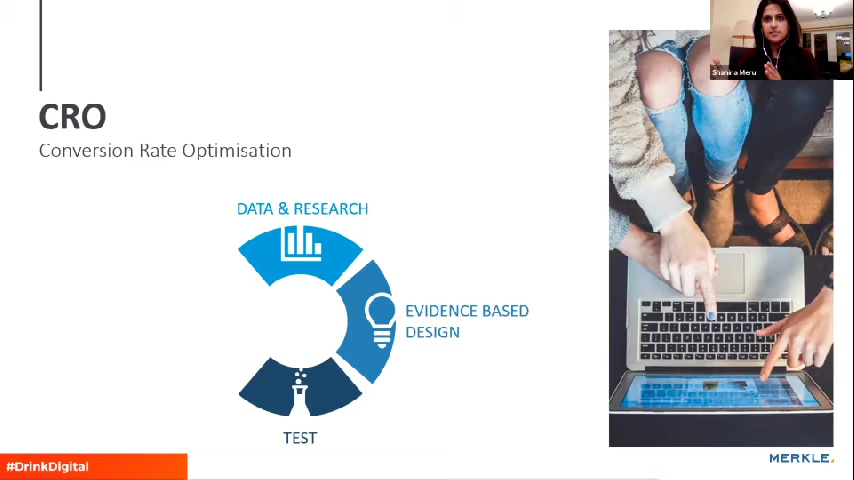 CRO
Conversion Rate Optimisation
DATA & RESEARCH
EVIDENCE BASED
DESIGN
TEST
#DrinkDigital
MERKLE